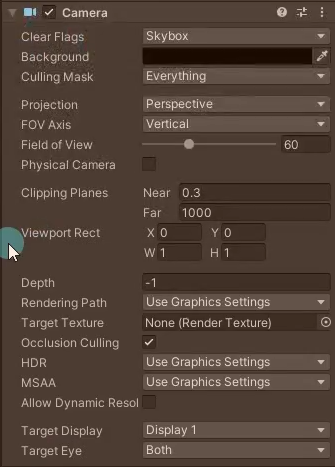 Camera
Clear Flags Skybox
Background
Culling Mask Everything
Projection Perspective
FOV Axis Vertical
Field of View 60
Physical Camera
Clipping Planes Near 0.3
Far 1000
Viewport Rect X 0 Y 0
W 1 H 1
Depth -1
Rendering Path Use Graphics Settings
Target Texture None (Render Texture)
Occlusion Culling
HDR Use Graphics Settings
MSAA Use Graphics Settings
Allow Dynamic Resol
Target Display Display 1
Target Eye Both